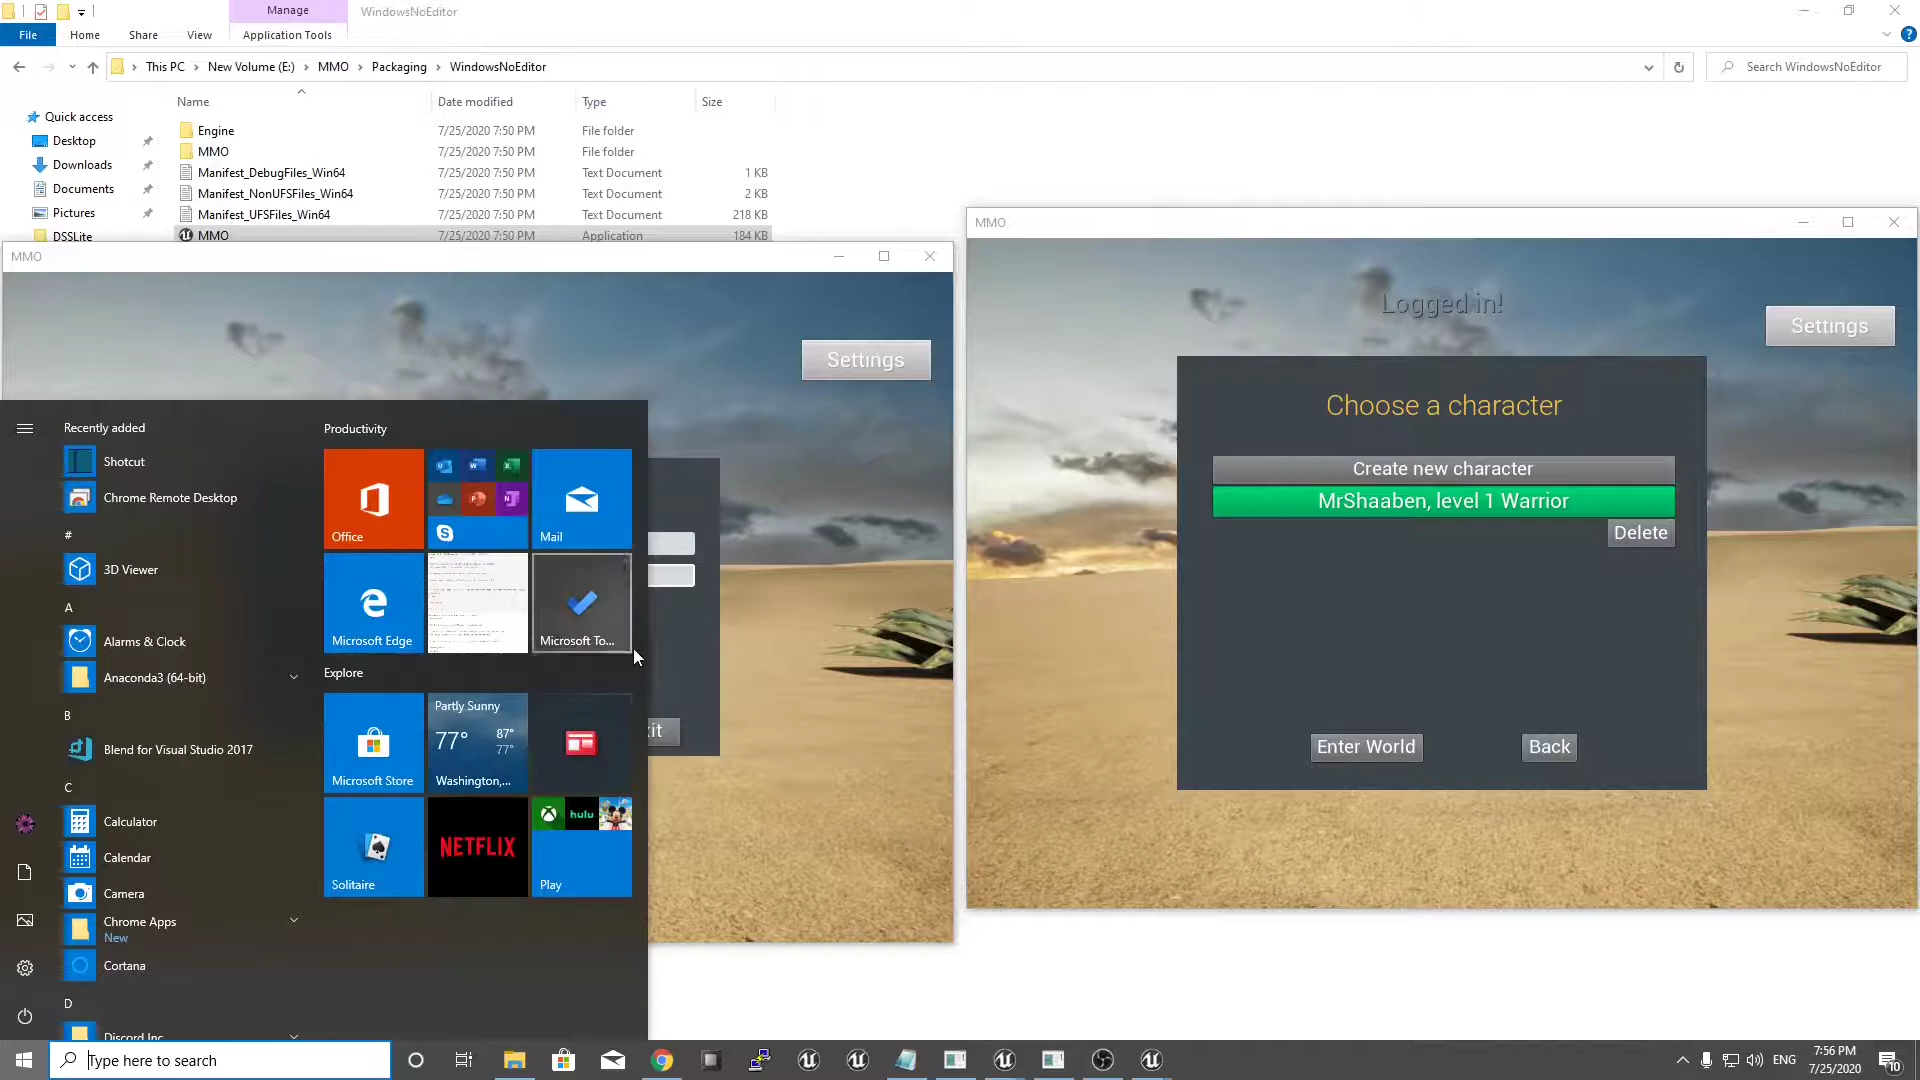 Manage
WindowsNoEditor
File
Home
Share
View
Application Tools
This PC
New Volume (E:)
MMO
Packaging
WindowsNoEditor
Search WindowsNoEditor
Name
Date modified
Type
Size
Quick access
Desktop
Downloads
Documents
Pictures
DSSLite
Engine 7/25/2020 7:50 PM File folder
MMO 7/25/2020 7:50 PM File folder
Manifest_DebugFiles_Win64 7/25/2020 7:50 PM Text Document 1 KB
Manifest_NonUFSFiles_Win64 7/25/2020 7:50 PM Text Document 2 KB
Manifest_UFSFiles_Win64 7/25/2020 7:50 PM Text Document 218 KB
MMO 7/25/2020 7:50 PM Application 184 KB
MMO
Settings
xit
MMO
Logged in!
Settings
Choose a character
Create new character
MrShaaben, level 1 Warrior
Delete
Enter World
Back
Recently added
Shotcut
Chrome Remote Desktop
#
3D Viewer
A
Alarms & Clock
Anaconda3 (64-bit)
B
Blend for Visual Studio 2017
C
Calculator
Calendar
Camera
Chrome Apps
New
Cortana
D
Discord Inc
Productivity
Office
Mail
Microsoft Edge
Microsoft To...
Explore
Microsoft Store
Partly Sunny
77°
87°
77°
Washington,...
Solitaire
NETFLIX
hulu
Play
Type here to search
ENG
7:56 PM
7/25/2020
10